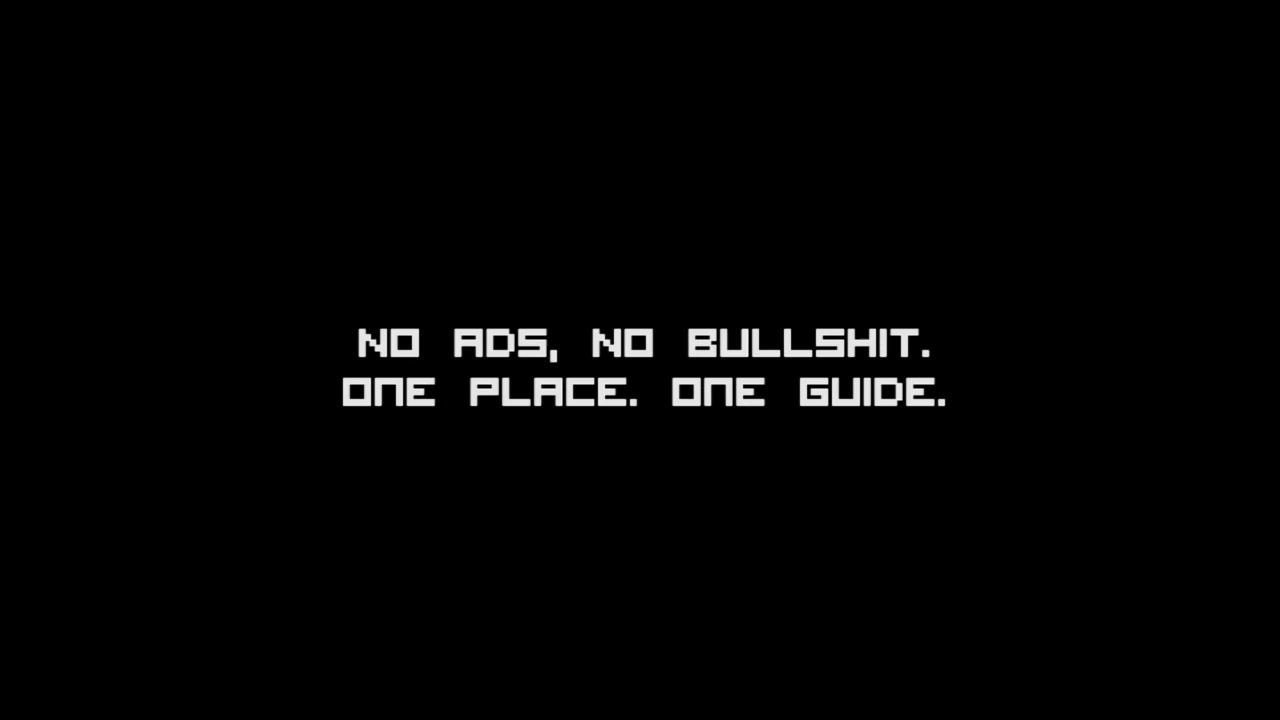 NO ADS, NO BULLSHIT.
ONE PLACE. ONE GUIDE.